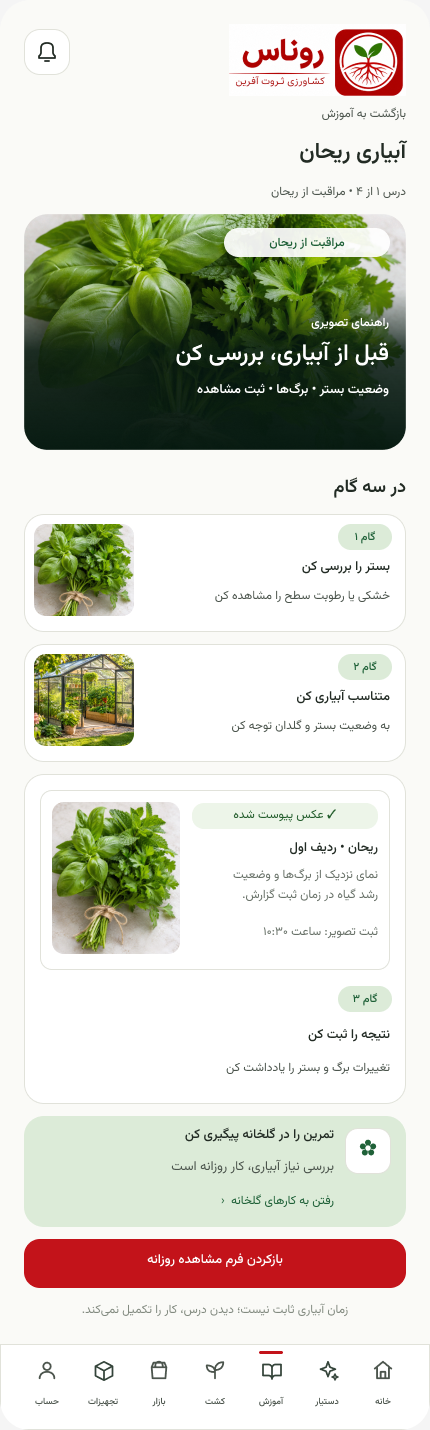 روناس
کشاورزی ثروت آفرین
بازگشت به آموزش
آبیاری ریحان
درس ۱ از ۴ • مراقبت از ریحان
مراقبت از ریحان
راهنمای تصویری
قبل از آبیاری، بررسی کن
وضعیت بستر • برگ‌ها • ثبت مشاهده
در سه گام
گام ۱
بستر را بررسی کن
خشکی یا رطوبت سطح را مشاهده کن
گام ۲
متناسب آبیاری کن
به وضعیت بستر و گلدان توجه کن
✓ عکس پیوست شده
ریحان • ردیف اول
نمای نزدیک از برگ‌ها و وضعیت
رشد گیاه در زمان ثبت گزارش.
ثبت تصویر: ساعت ۱۰:۳۰
گام ۳
نتیجه را ثبت کن
تغییرات برگ و بستر را یادداشت کن
تمرین را در گلخانه پیگیری کن
بررسی نیاز آبیاری، کار روزانه است
رفتن به کارهای گلخانه ‹
بازکردن فرم مشاهده روزانه
زمان آبیاری ثابت نیست؛ دیدن درس، کار را تکمیل نمی‌کند.
خانه
دستیار
آموزش
کشت
بازار
تجهیزات
حساب